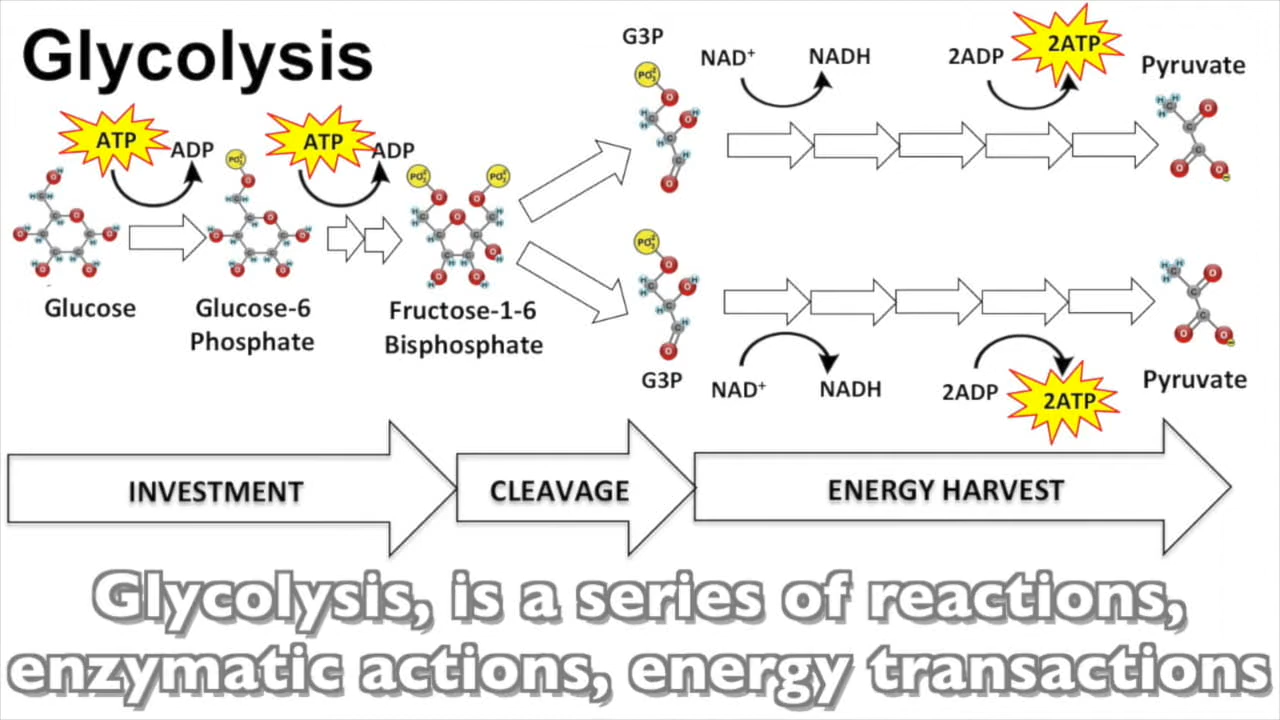 Glycolysis
ATP
ADP
Glucose
ATP
ADP
Glucose-6
Phosphate
Fructose-1-6
Bisphosphate
G3P
NAD+
NADH
2ADP
2ATP
Pyruvate
G3P
NAD+
NADH
2ADP
2ATP
Pyruvate
INVESTMENT
CLEAVAGE
ENERGY HARVEST
Glycolysis, is a series of reactions,
enzymatic actions, energy transactions